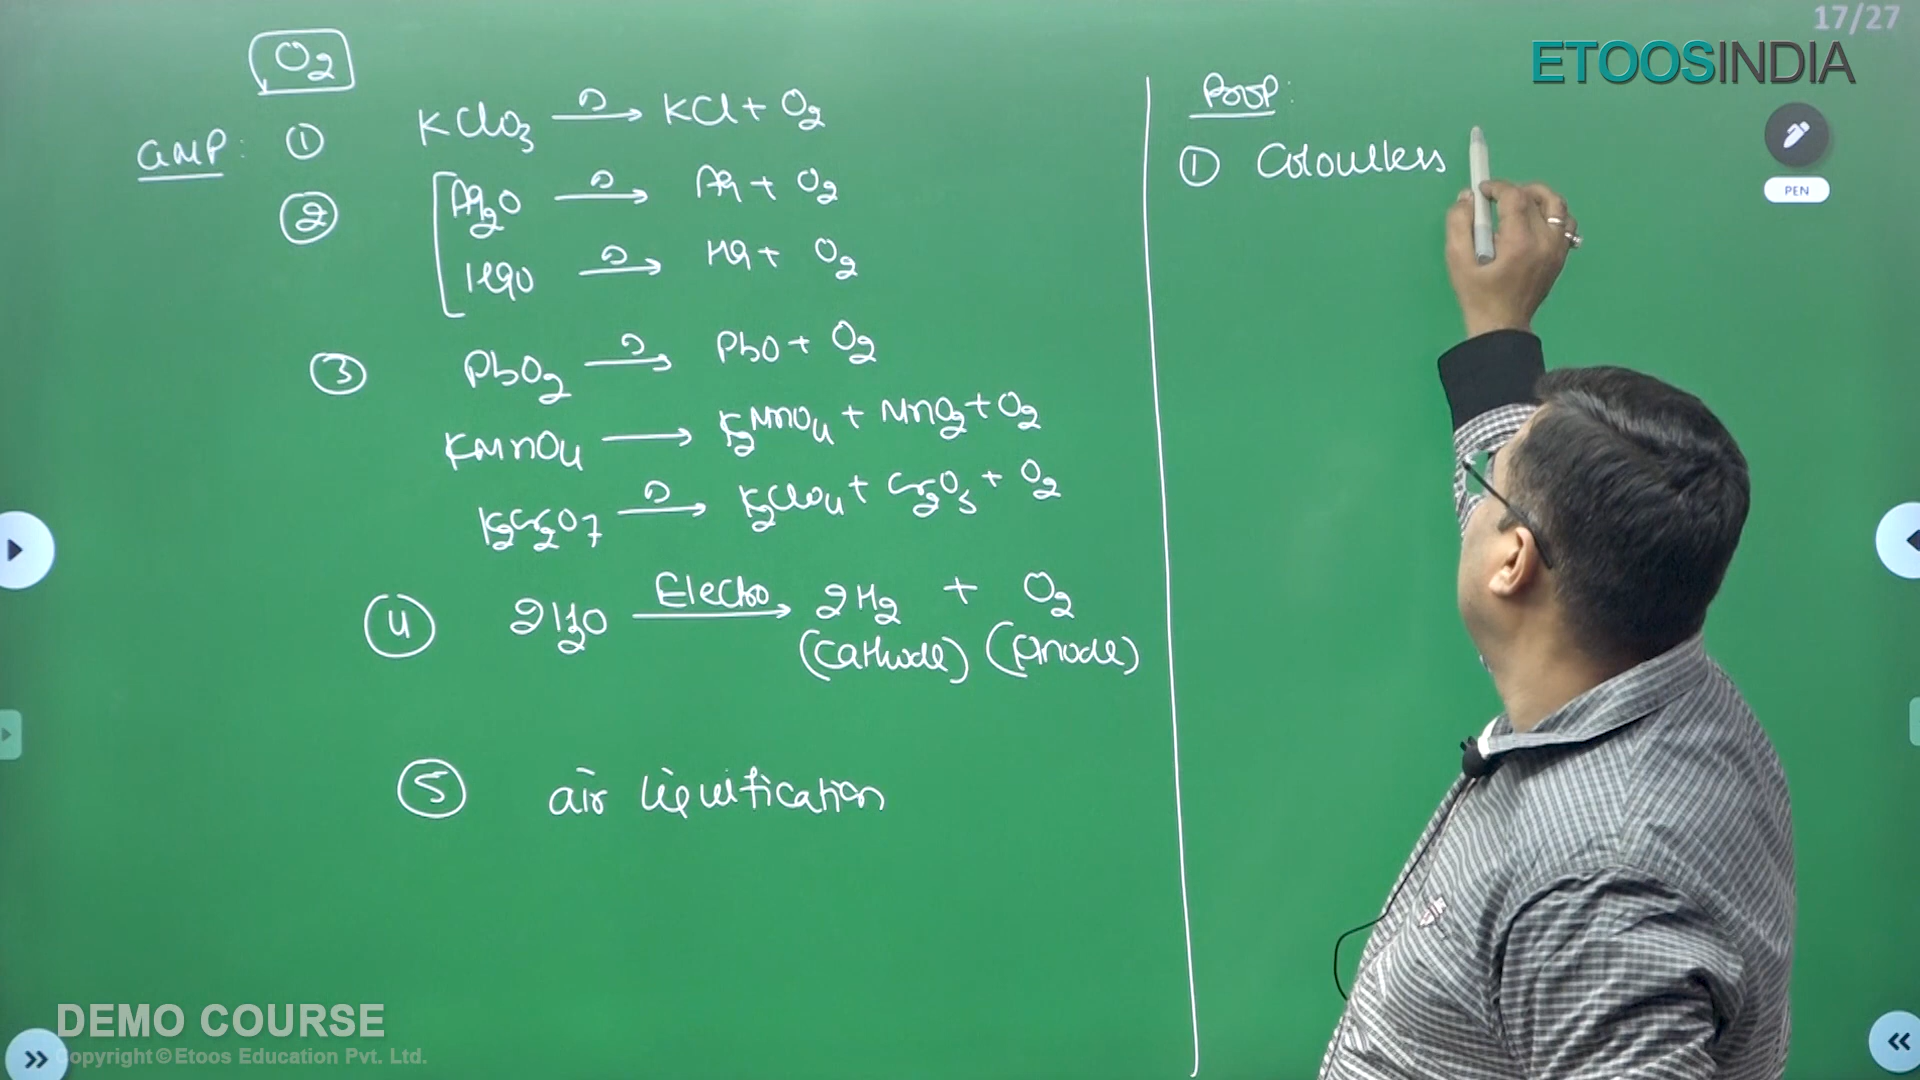 17/27
ETOOSINDIA
PEN
O2
GMP: ① KClO3 Δ→ KCl + O2
② Ag2O Δ→ Ag + O2
HgO Δ→ Hg + O2
③ PbO2 Δ→ PbO + O2
KMnO4 → K2MnO4 + MnO2 + O2
K2Cr2O7 Δ→ K2CrO4 + Cr2O3 + O2
④ 2H2O Electro→ 2H2 + O2
(Cathode) (Anode)
⑤ air liquification
Prop:
① Colourless
DEMO COURSE
Copyright © Etoos Education Pvt. Ltd.